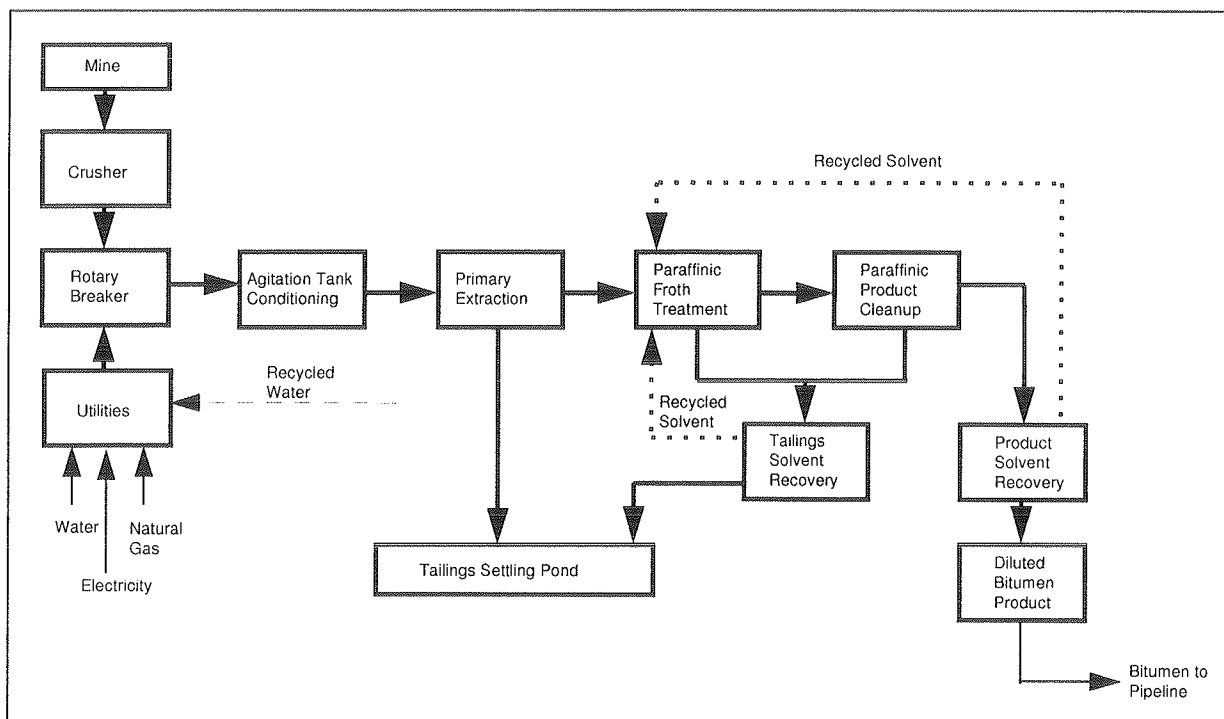 Mine
Crusher
Recycled Solvent
Rotary
Breaker
Agitation Tank
Conditioning
Primary
Extraction
Paraffinic
Froth
Treatment
Paraffinic
Product
Cleanup
Recycled
Water
Utilities
Recycled
Solvent
Tailings
Solvent
Recovery
Product
Solvent
Recovery
Water
Natural
Gas
Electricity
Tailings Settling Pond
Diluted
Bitumen
Product
Bitumen to
Pipeline